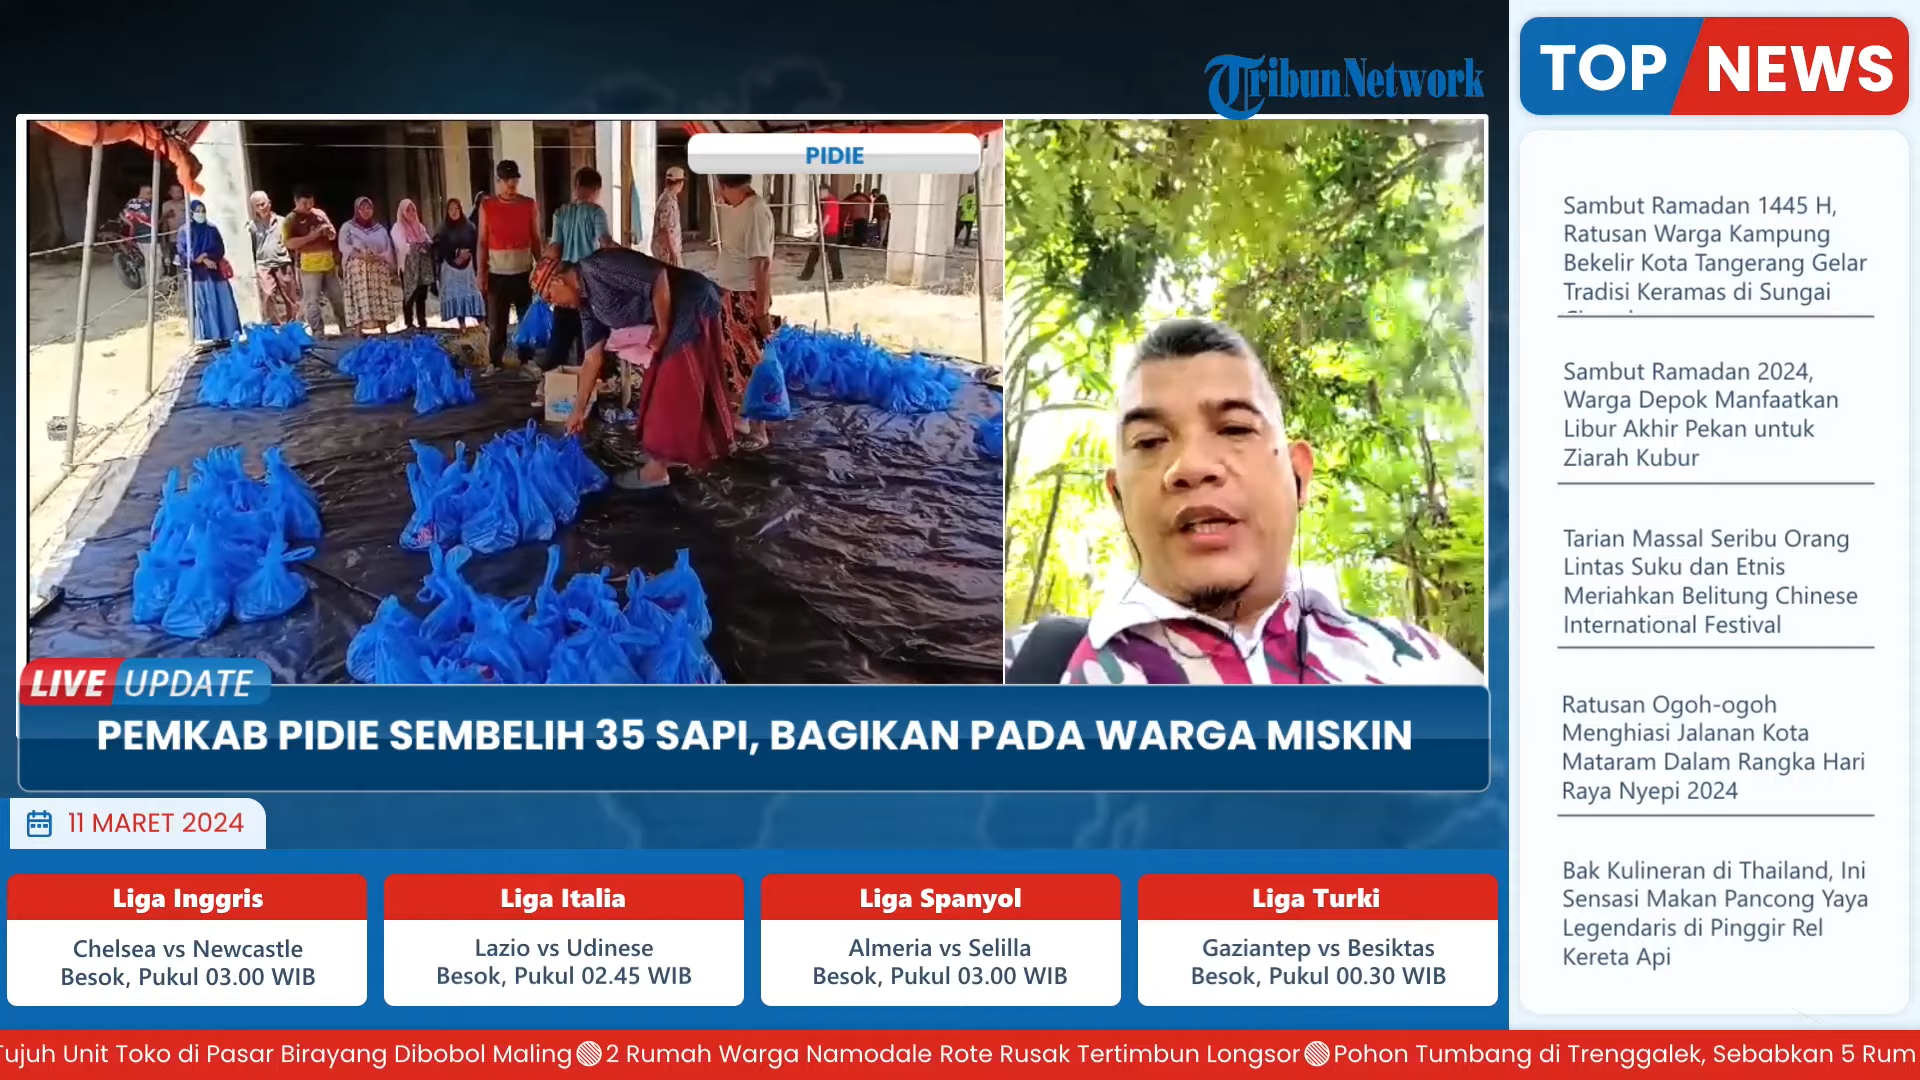 TribunNetwork
PIDIE
LIVE UPDATE
PEMKAB PIDIE SEMBELIH 35 SAPI, BAGIKAN PADA WARGA MISKIN
11 MARET 2024
Liga Inggris
Chelsea vs Newcastle
Besok, Pukul 03.00 WIB
Liga Italia
Lazio vs Udinese
Besok, Pukul 02.45 WIB
Liga Spanyol
Almeria vs Selilla
Besok, Pukul 03.00 WIB
Liga Turki
Gaziantep vs Besiktas
Besok, Pukul 00.30 WIB
TOP NEWS
Sambut Ramadan 1445 H,
Ratusan Warga Kampung
Bekelir Kota Tangerang Gelar
Tradisi Keramas di Sungai
Sambut Ramadan 2024,
Warga Depok Manfaatkan
Libur Akhir Pekan untuk
Ziarah Kubur
Tarian Massal Seribu Orang
Lintas Suku dan Etnis
Meriahkan Belitung Chinese
International Festival
Ratusan Ogoh-ogoh
Menghiasi Jalanan Kota
Mataram Dalam Rangka Hari
Raya Nyepi 2024
Bak Kulineran di Thailand, Ini
Sensasi Makan Pancong Yaya
Legendaris di Pinggir Rel
Kereta Api
Tujuh Unit Toko di Pasar Birayang Dibobol Maling 2 Rumah Warga Namodale Rote Rusak Tertimbun Longsor Pohon Tumbang di Trenggalek, Sebabkan 5 Rum